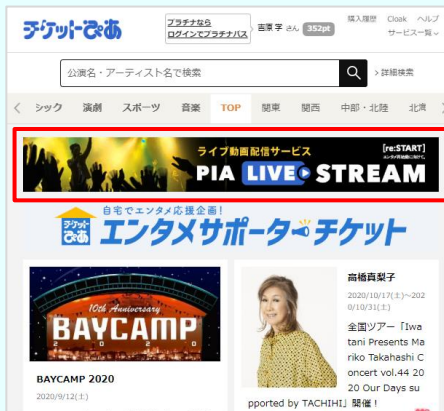 チケットぴあ
プラチナなら
ログインでプラチナパス
吉原 学 さん 352pt
購入履歴 Cloak ヘルプ
サービス一覧
公演名・アーティスト名で検索
詳細検索
シック 演劇 スポーツ 音楽 TOP 関東 関西 中部・北陸 北海
ライブ動画配信サービス
[re:START]
PIA LIVE STREAM
自宅でエンタメ応援企画!
チケットぴあ エンタメサポーターチケット
10th Anniversary
BAYCAMP
BAYCAMP 2020
2020/9/12(土)
高橋真梨子
2020/10/17(土)～202
0/10/31(土)
全国ツアー「Iwa
tani Presents Ma
riko Takahashi C
oncert vol.44 20
20 Our Days su
pported by TACHIHI」開催！